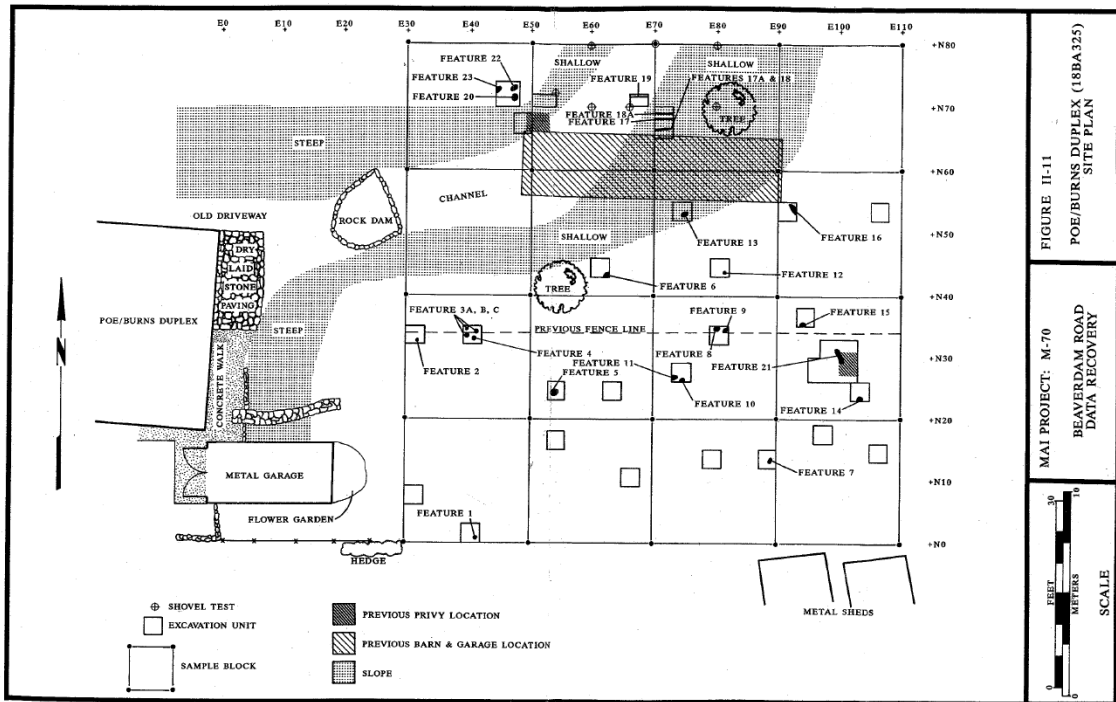 E0 E10 E20 E30 E40 E50 E60 E70 E80 E90 E100 E110
+N80
FEATURE 22
SHALLOW
SHALLOW
FEATURES 17A & 18
FEATURE 23
FEATURE 19
FEATURE 20
+N70
FEATURE 18A
FEATURE 17
TREE
STEEP
+N60
CHANNEL
OLD DRIVEWAY
ROCK DAM
SHALLOW
FEATURE 13
FEATURE 16
+N50
DRY
LAID
STONE
PAVING
FEATURE 12
FEATURE 6
TREE
+N40
POE/BURNS DUPLEX
FEATURE 3A, B, C
FEATURE 9
FEATURE 15
STEEP
PREVIOUS FENCE LINE
N
CONCRETE WALK
FEATURE 4
FEATURE 8
FEATURE 2
FEATURE 11
FEATURE 21
+N30
FEATURE 5
FEATURE 10
FEATURE 14
+N20
METAL GARAGE
FEATURE 7
+N10
FLOWER GARDEN
FEATURE 1
+N0
HEDGE
METAL SHEDS
SHOVEL TEST
EXCAVATION UNIT
SAMPLE BLOCK
PREVIOUS PRIVY LOCATION
PREVIOUS BARN & GARAGE LOCATION
SLOPE
FIGURE II-11
POE/BURNS DUPLEX (18BA325)
SITE PLAN
MAI PROJECT: M-70
BEAVERDAM ROAD
DATA RECOVERY
30 10
FEET METERS
0 0
SCALE